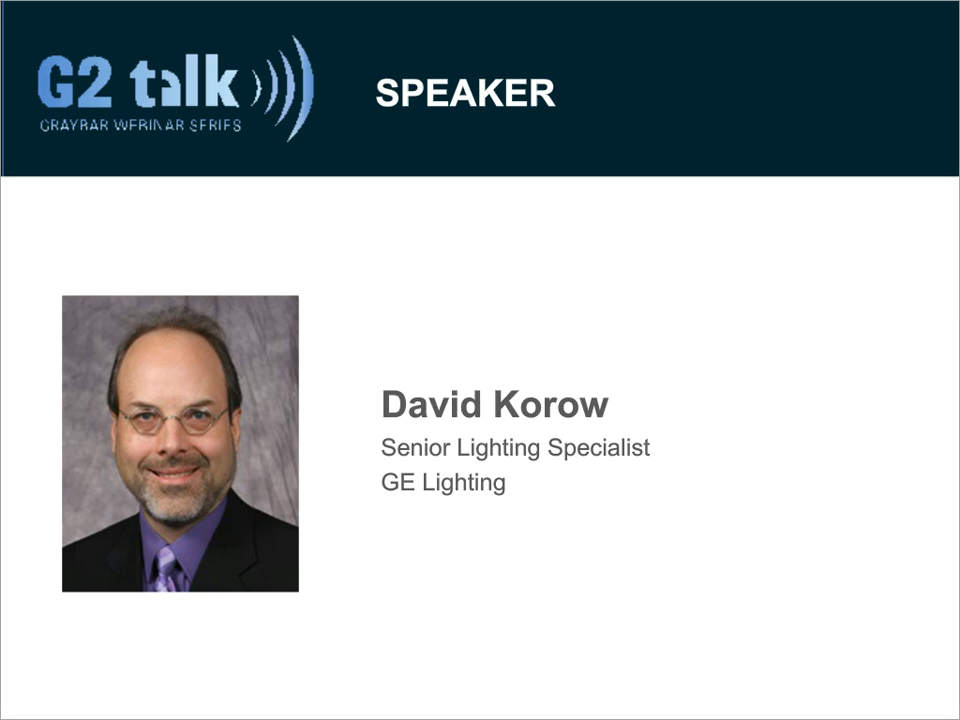 G2 talk
GRAYBAR WEBINAR SERIES
SPEAKER
David Korow
Senior Lighting Specialist
GE Lighting